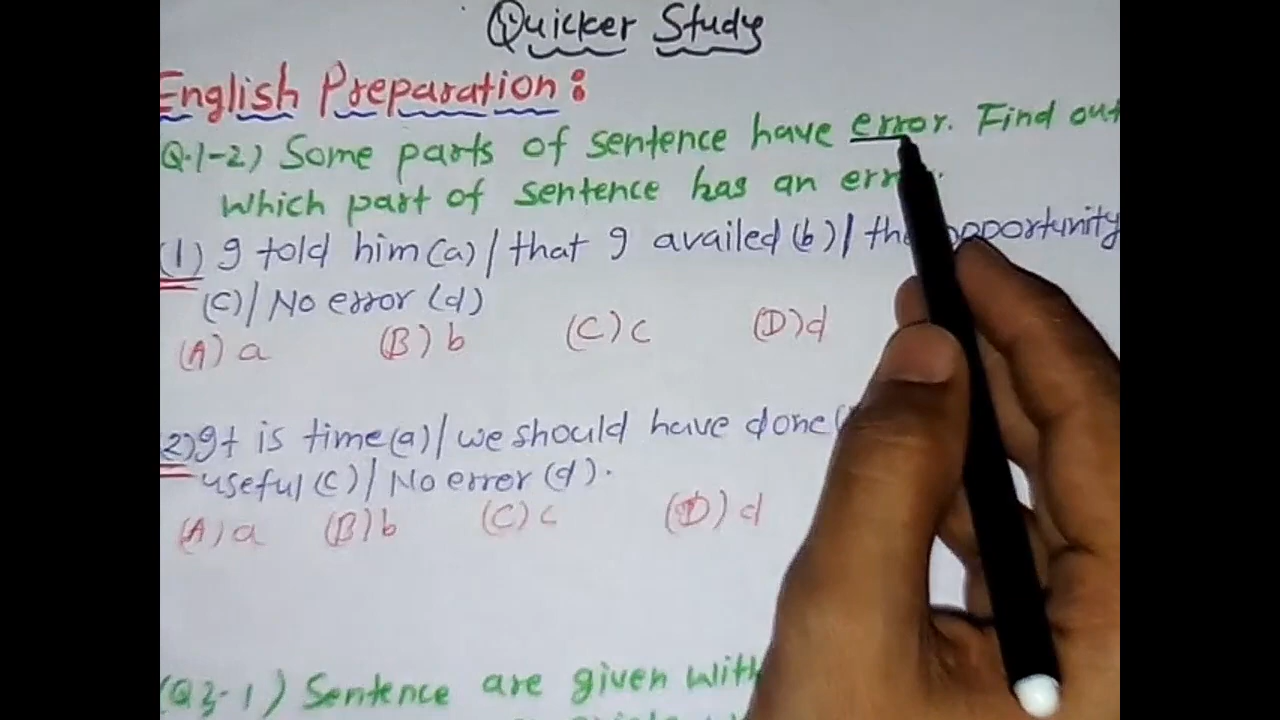 Quicker Study
English Preparation:
Q.1-2) Some parts of sentence have error. Find out
Which part of sentence has an
(1) I told him (a) / that I availed (b) / opportunity
(c) / No error (d)
(A) a (B) b (C) c (D) d
2) It is time (a) / we should have done
useful (c) / No error (d).
(A) a (B) b (C) c (D) d
(Q3-1) Sentence are given with